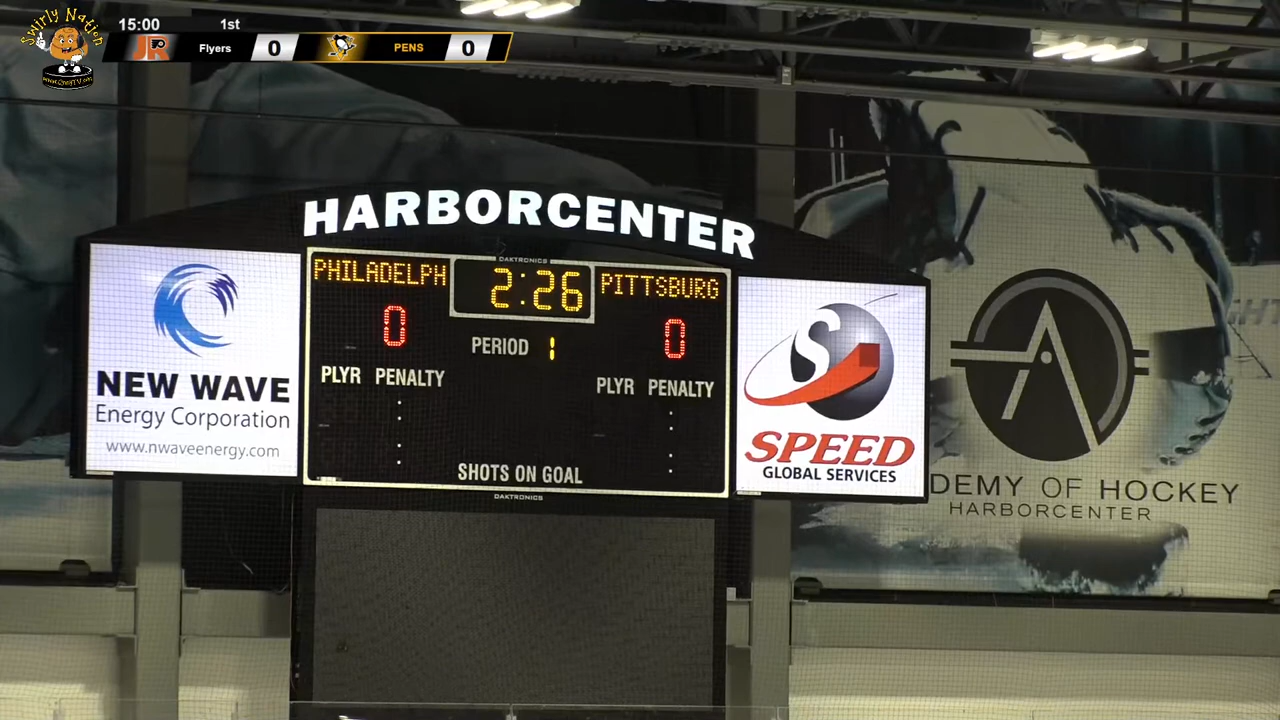 Swirly Nation
15:00 1st
JR Flyers 0 PENS 0
HARBORCENTER
DAKTRONICS
PHILADELPH 2:26 PITTSBURG
0 PERIOD 1 0
PLYR PENALTY PLYR PENALTY
: :
: :
SHOTS ON GOAL
DAKTRONICS
NEW WAVE
Energy Corporation
www.nwaveenergy.com
S
SPEED
GLOBAL SERVICES
A
DEMY OF HOCKEY
HARBORCENTER